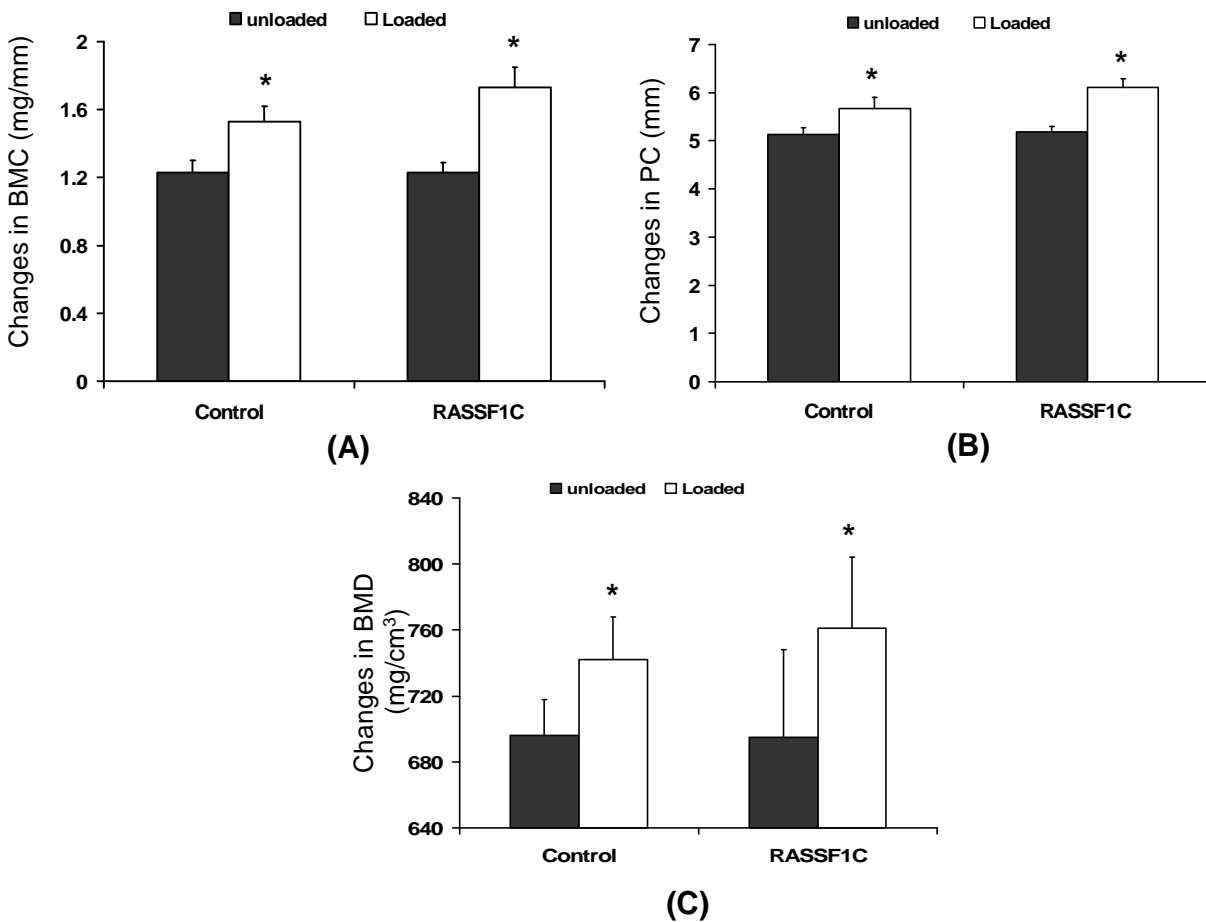 unloaded Loaded
Changes in BMC (mg/mm)
2
1.6
1.2
0.8
0.4
0
*
*
Control RASSF1C
(A)
unloaded Loaded
Changes in PC (mm)
7
6
5
4
3
2
1
0
*
*
Control RASSF1C
(B)
unloaded Loaded
Changes in BMD
(mg/cm³)
840
800
760
720
680
640
*
*
Control RASSF1C
(C)